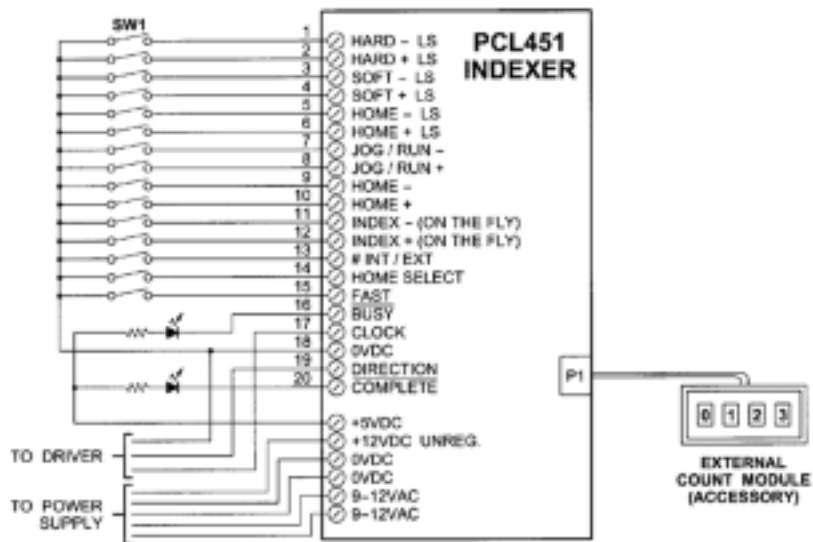 SW1
PCL451
INDEXER
1 HARD – LS
2 HARD + LS
3 SOFT – LS
4 SOFT + LS
5 HOME – LS
6 HOME + LS
7 JOG / RUN –
8 JOG / RUN +
9 HOME –
10 HOME +
11 INDEX – (ON THE FLY)
12 INDEX + (ON THE FLY)
13 # INT / EXT
14 HOME SELECT
15 FAST
16 BUSY
17 CLOCK
18 0VDC
19 DIRECTION
20 COMPLETE
+5VDC
+12VDC UNREG.
0VDC
0VDC
9–12VAC
9–12VAC
TO DRIVER
TO POWER
SUPPLY
P1
0 1 2 3
EXTERNAL
COUNT MODULE
(ACCESSORY)